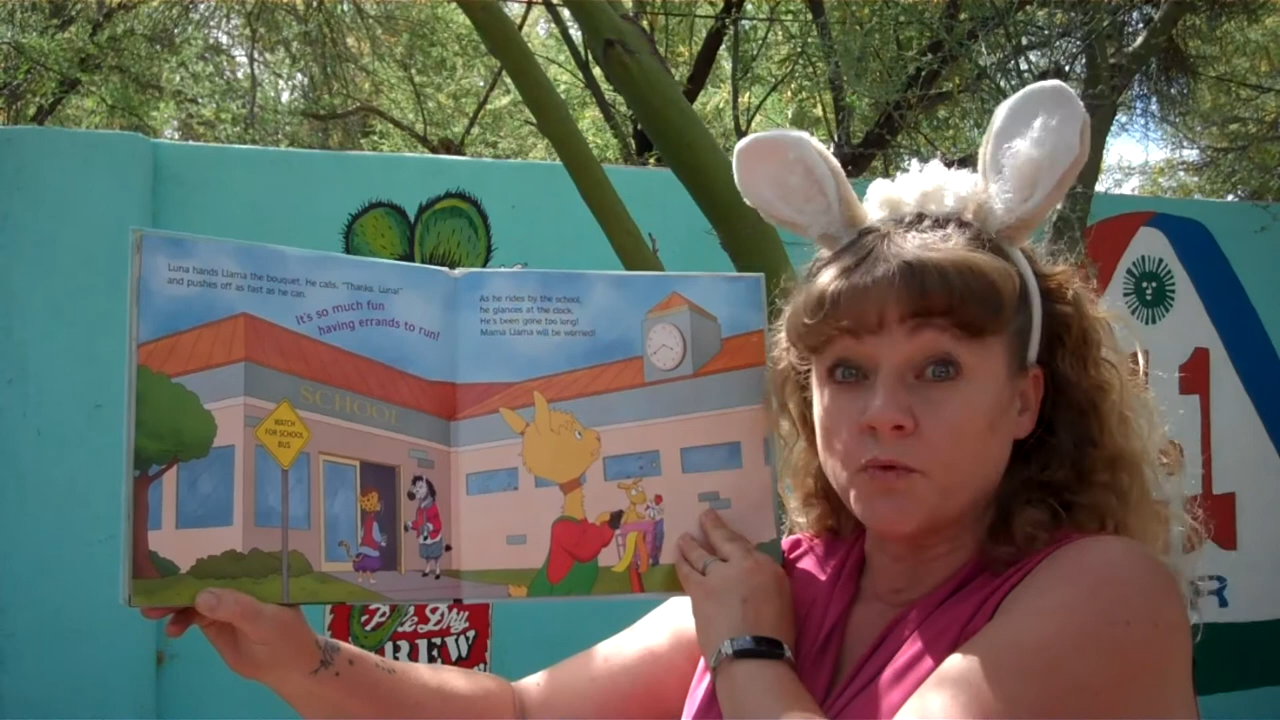 Luna hands Llama the bouquet. He calls, "Thanks, Luna!"
and pushes off as fast as he can.
It's so much fun
having errands to run!
As he rides by the school,
he glances at the clock.
He's been gone too long!
Mama Llama will be worried!
SCHOOL
WATCH
FOR SCHOOL
BUS
Pale Dry
REW
1
R